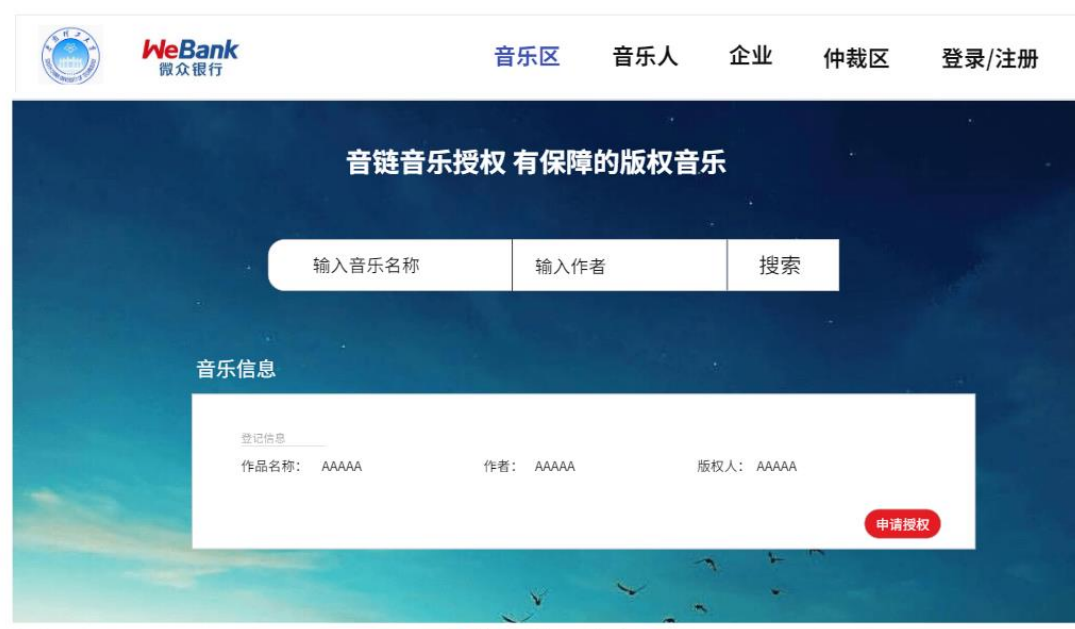 WeBank
微众银行
音乐区 音乐人 企业 仲裁区 登录/注册
音链音乐授权 有保障的版权音乐
输入音乐名称 输入作者 搜索
音乐信息
登记信息
作品名称： AAAAA 作者： AAAAA 版权人： AAAAA
申请授权